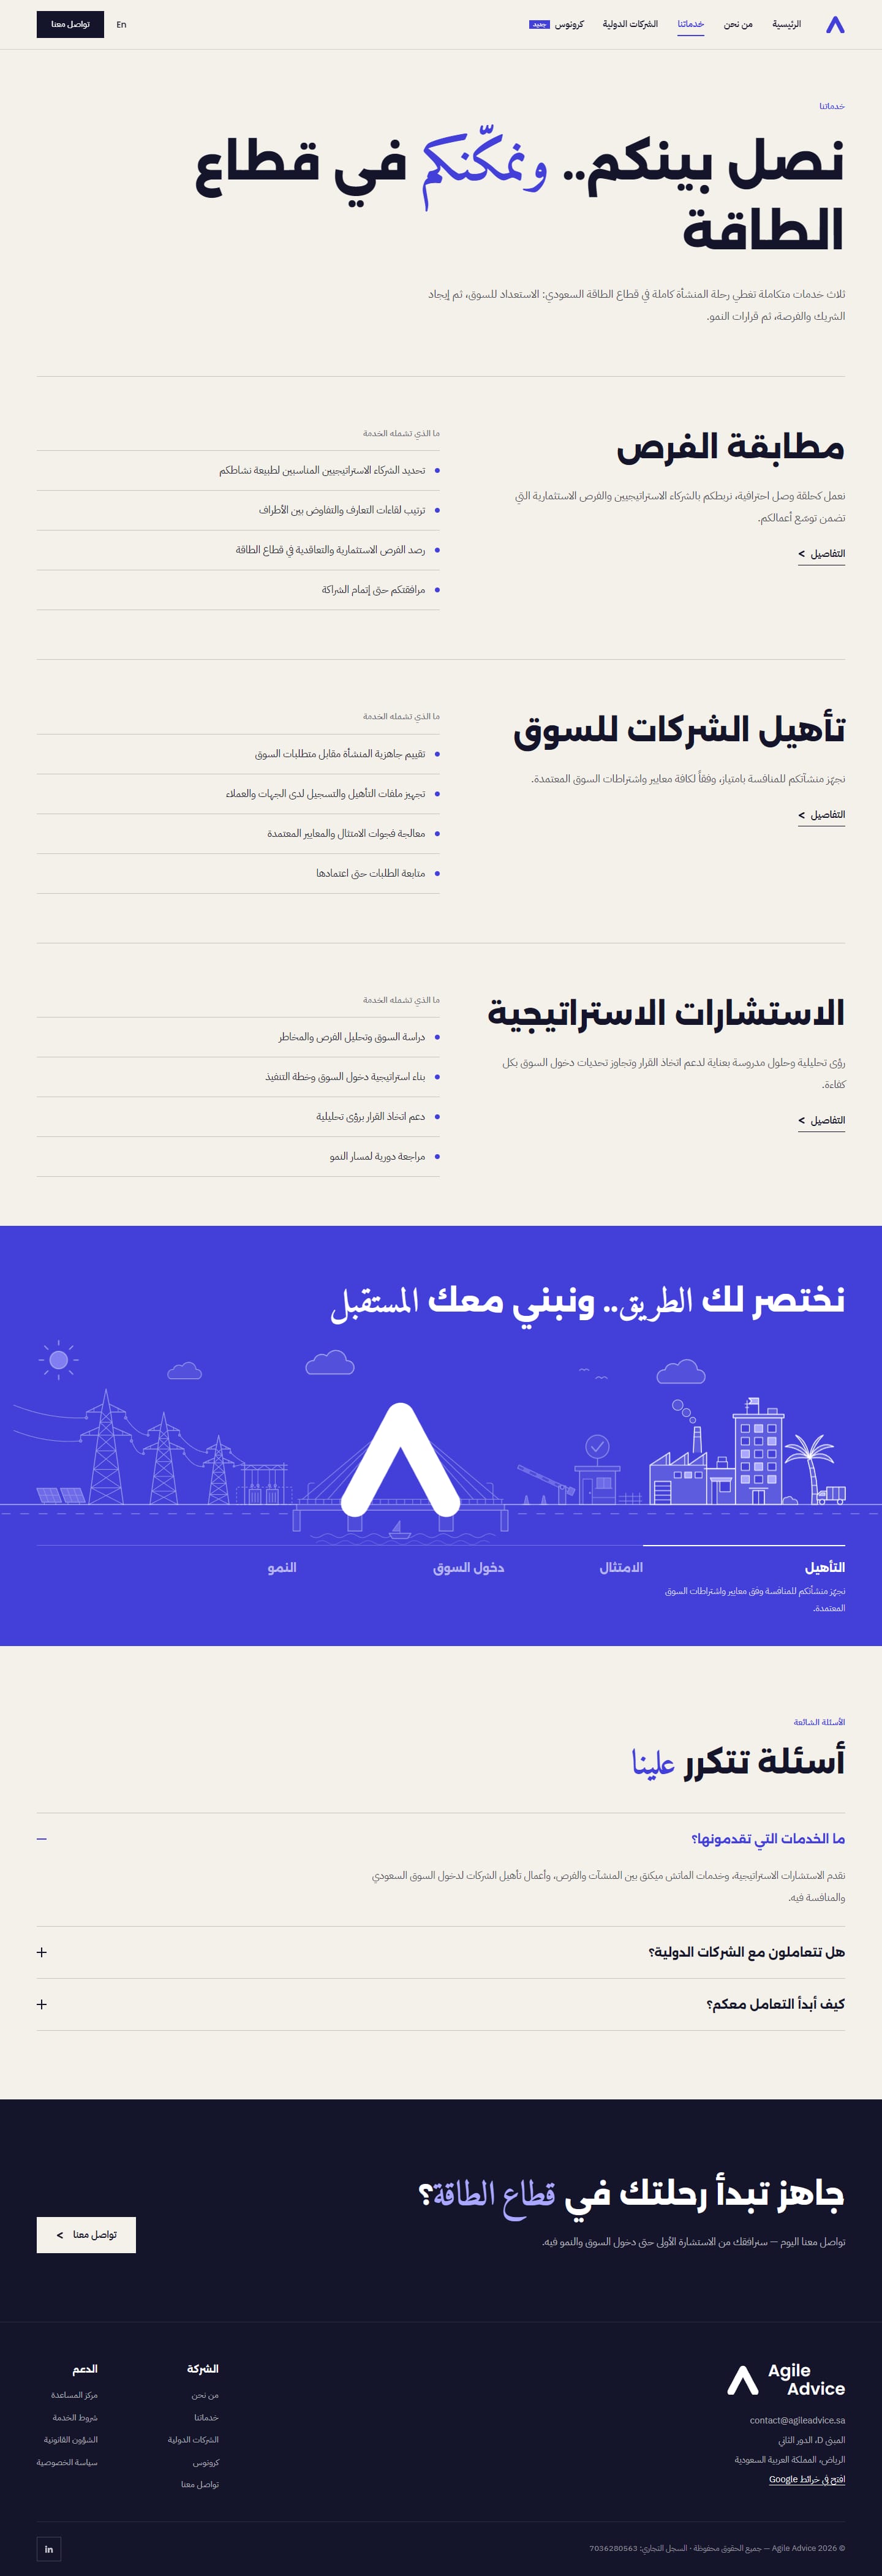 الرئيسية
من نحن
خدماتنا
الشركات الدولية
كرونوس جديد
En
تواصل معنا
خدماتنا
نصل بينكم.. ونمكّنكم في قطاع
الطاقة
ثلاث خدمات متكاملة تغطي رحلة المنشأة كاملة في قطاع الطاقة السعودي: الاستعداد للسوق، ثم إيجاد
الشريك والفرصة، ثم قرارات النمو.
مطابقة الفرص
نعمل كحلقة وصل احترافية، نربطكم بالشركاء الاستراتيجيين والفرص الاستثمارية التي
تضمن توسّع أعمالكم.
التفاصيل >
ما الذي تشمله الخدمة
تحديد الشركاء الاستراتيجيين المناسبين لطبيعة نشاطكم
ترتيب لقاءات التعارف والتفاوض بين الأطراف
رصد الفرص الاستثمارية والتعاقدية في قطاع الطاقة
مرافقتكم حتى إتمام الشراكة
تأهيل الشركات للسوق
نجهّز منشآتكم للمنافسة بامتياز، وفقاً لكافة معايير واشتراطات السوق المعتمدة.
التفاصيل >
ما الذي تشمله الخدمة
تقييم جاهزية المنشأة مقابل متطلبات السوق
تجهيز ملفات التأهيل والتسجيل لدى الجهات والعملاء
معالجة فجوات الامتثال والمعايير المعتمدة
متابعة الطلبات حتى اعتمادها
الاستشارات الاستراتيجية
رؤى تحليلية وحلول مدروسة بعناية لدعم اتخاذ القرار وتجاوز تحديات دخول السوق بكل
كفاءة.
التفاصيل >
ما الذي تشمله الخدمة
دراسة السوق وتحليل الفرص والمخاطر
بناء استراتيجية دخول السوق وخطة التنفيذ
دعم اتخاذ القرار برؤى تحليلية
مراجعة دورية لمسار النمو
نختصر لك الطريق.. ونبني معك المستقبل
التأهيل
نجهّز منشآتكم للمنافسة وفق معايير واشتراطات السوق
المعتمدة.
الامتثال
دخول السوق
النمو
الأسئلة الشائعة
أسئلة تتكرر علينا
ما الخدمات التي تقدمونها؟
نقدم الاستشارات الاستراتيجية، وخدمات الماتش ميكنق بين المنشآت والفرص، وأعمال تأهيل الشركات لدخول السوق السعودي
والمنافسة فيه.
هل تتعاملون مع الشركات الدولية؟
كيف أبدأ التعامل معكم؟
جاهز تبدأ رحلتك في قطاع الطاقة؟
تواصل معنا اليوم — سنرافقك من الاستشارة الأولى حتى دخول السوق والنمو فيه.
تواصل معنا >
Agile
Advice
contact@agileadvice.sa
المبنى D، الدور الثاني
الرياض، المملكة العربية السعودية
افتح في خرائط Google
الشركة
من نحن
خدماتنا
الشركات الدولية
كرونوس
تواصل معنا
الدعم
مركز المساعدة
شروط الخدمة
الشؤون القانونية
سياسة الخصوصية
© 2026 Agile Advice — جميع الحقوق محفوظة · السجل التجاري: 7036280563
in